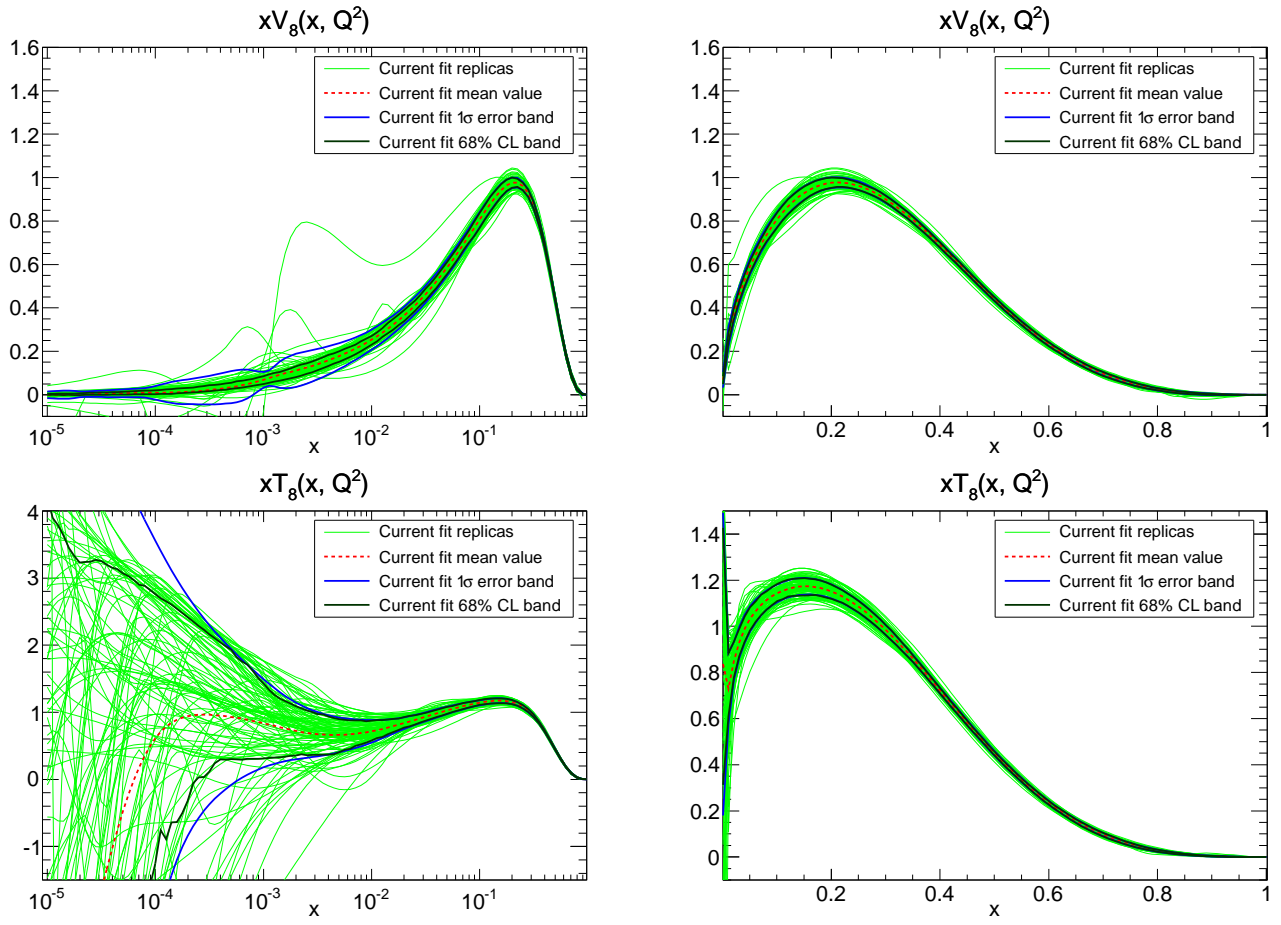 xV₈(x, Q²)
1.6
1.4
1.2
1
0.8
0.6
0.4
0.2
0
Current fit replicas
Current fit mean value
Current fit 1σ error band
Current fit 68% CL band
10⁻⁵ 10⁻⁴ 10⁻³ 10⁻² 10⁻¹
x
xV₈(x, Q²)
1.6
1.4
1.2
1
0.8
0.6
0.4
0.2
0
Current fit replicas
Current fit mean value
Current fit 1σ error band
Current fit 68% CL band
0.2 0.4 0.6 0.8 1
x
xT₈(x, Q²)
4
3
2
1
0
-1
Current fit replicas
Current fit mean value
Current fit 1σ error band
Current fit 68% CL band
10⁻⁵ 10⁻⁴ 10⁻³ 10⁻² 10⁻¹
x
xT₈(x, Q²)
1.4
1.2
1
0.8
0.6
0.4
0.2
0
Current fit replicas
Current fit mean value
Current fit 1σ error band
Current fit 68% CL band
0.2 0.4 0.6 0.8 1
x